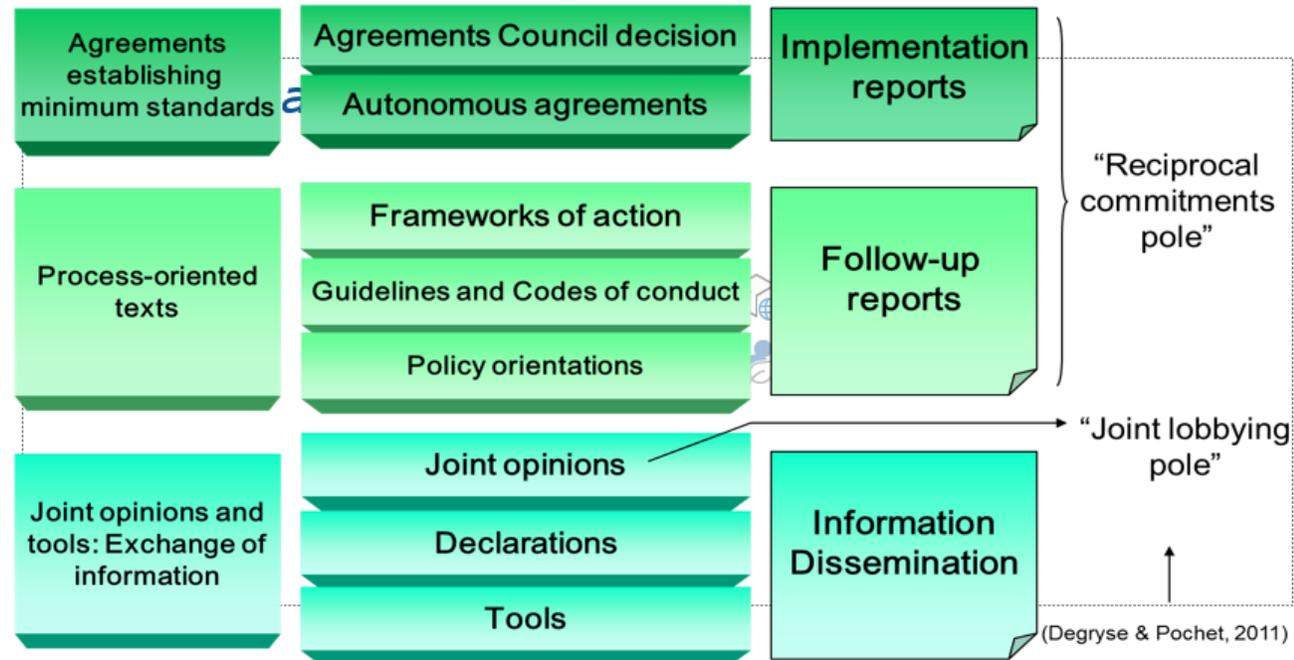 Agreements
establishing
minimum standards
a
Agreements Council decision
Autonomous agreements
Implementation
reports
Process-oriented
texts
Frameworks of action
Guidelines and Codes of conduct
Policy orientations
Follow-up
reports
“Reciprocal
commitments
pole”
Joint opinions and
tools: Exchange of
information
Joint opinions
Declarations
Tools
Information
Dissemination
“Joint lobbying
pole”
(Degryse & Pochet, 2011)